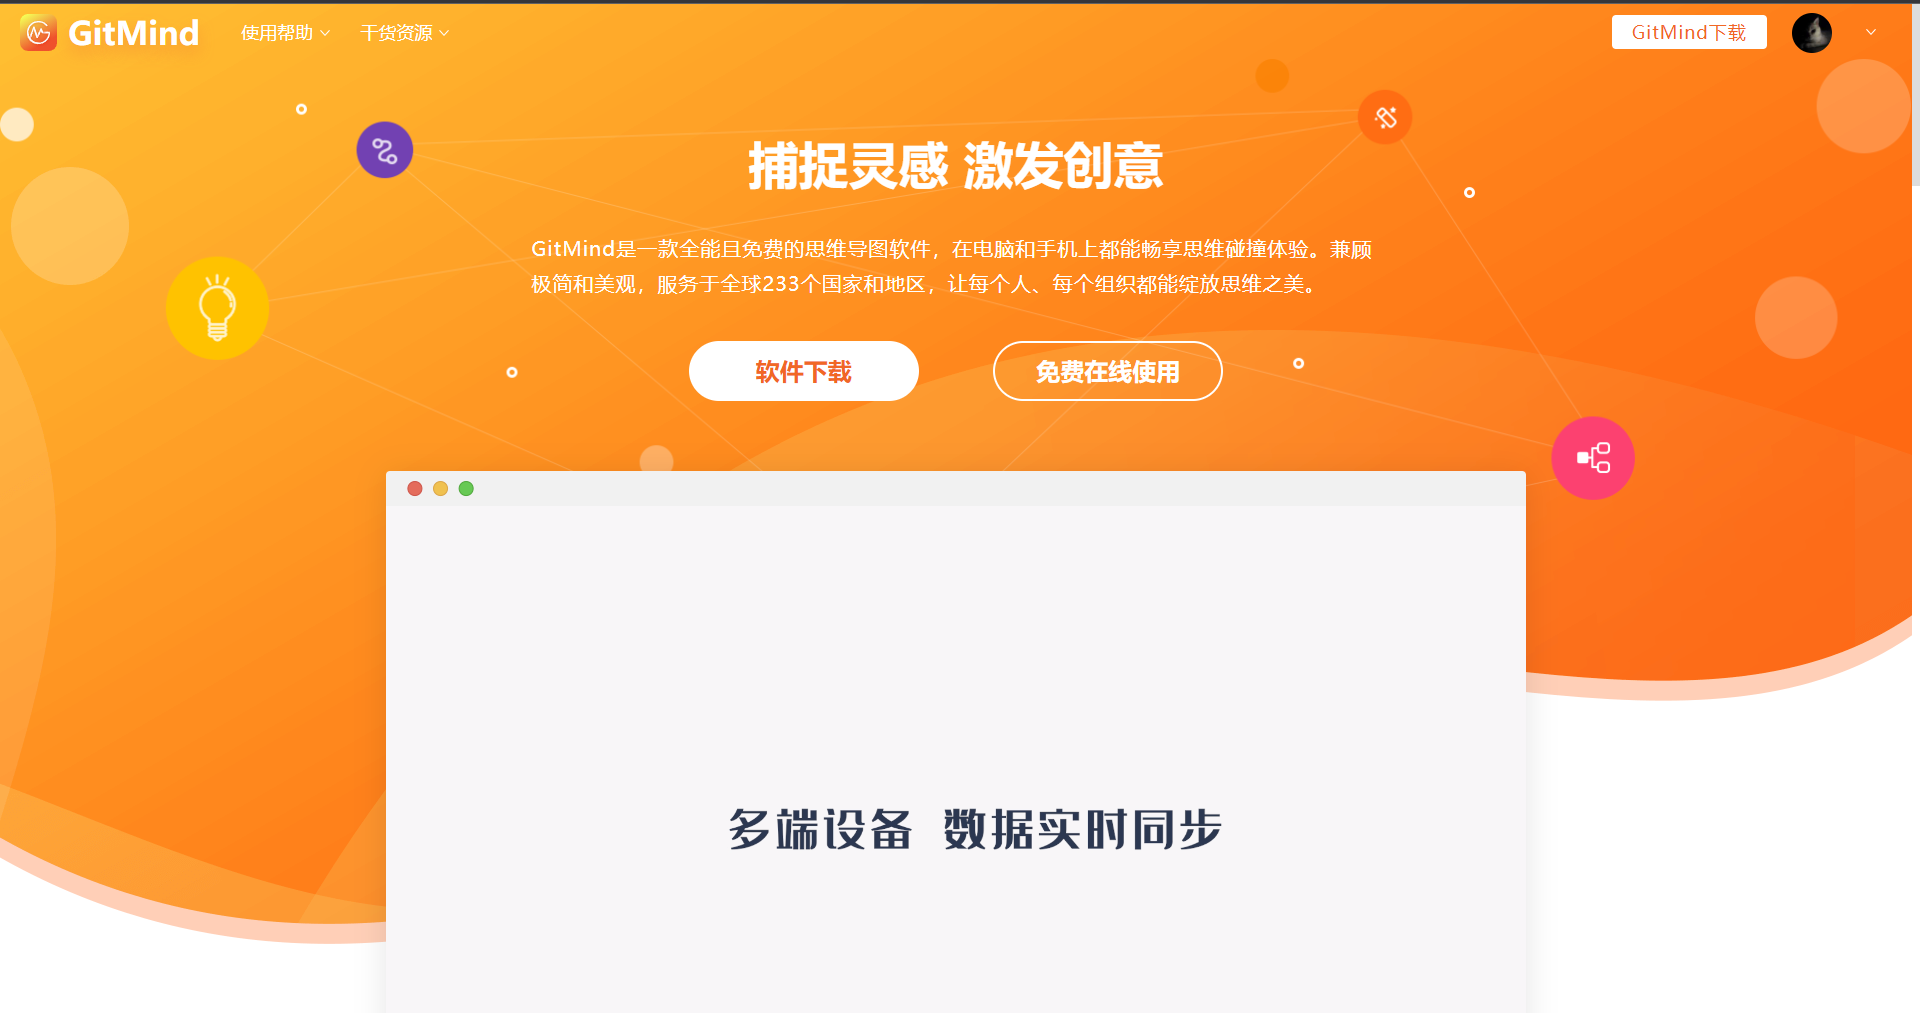 GitMind
使用帮助
干货资源
GitMind下载
捕捉灵感 激发创意
GitMind是一款全能且免费的思维导图软件，在电脑和手机上都能畅享思维碰撞体验。兼顾
极简和美观，服务于全球233个国家和地区，让每个人、每个组织都能绽放思维之美。
软件下载
免费在线使用
多端设备 数据实时同步